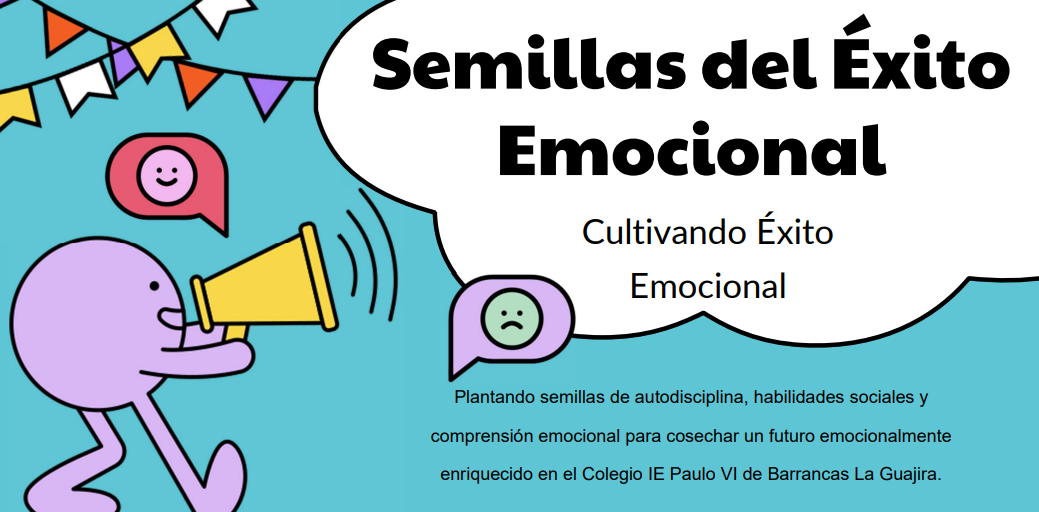 Semillas del Éxito
Emocional
Cultivando Éxito
Emocional
Plantando semillas de autodisciplina, habilidades sociales y
comprensión emocional para cosechar un futuro emocionalmente
enriquecido en el Colegio IE Paulo VI de Barrancas La Guajira.